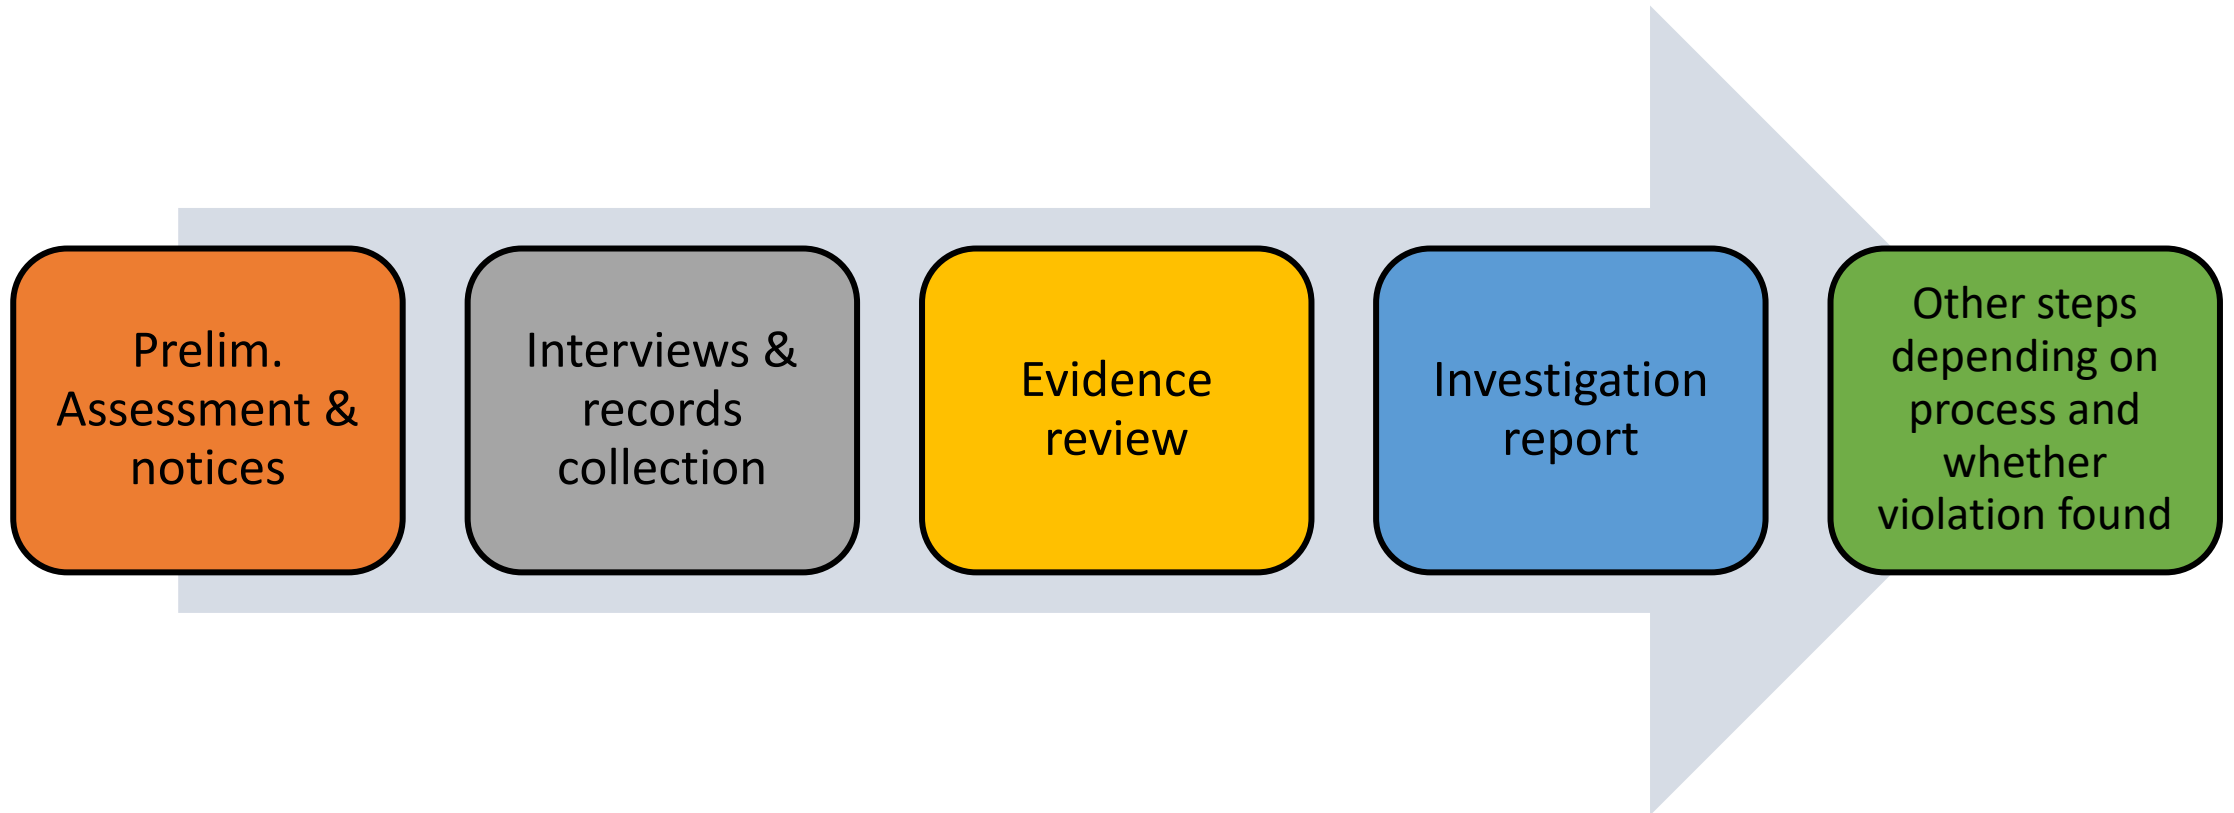 Prelim.
Assessment &
notices
Interviews &
records
collection
Evidence
review
Investigation
report
Other steps
depending on
process and
whether
violation found